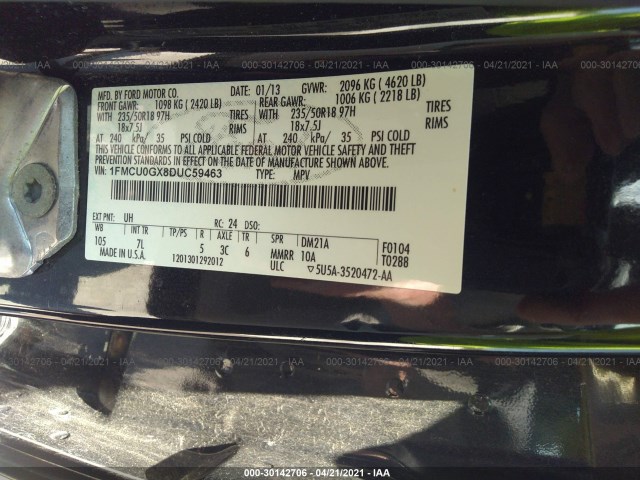 000-30142706 - 04/21/2021 - IAA
MFD. BY FORD MOTOR CO. 01/13 GVWR: 2096 KG ( 4620 LB)
FRONT GAWR: 1098 KG ( 2420 LB) REAR GAWR: 1006 KG ( 2218 LB)
WITH 235/50R18 97H TIRES WITH 235/50R18 97H TIRES
18x7.5J RIMS 18x7.5J RIMS
AT 240 kPa/ 35 PSI COLD AT 240 kPa/ 35 PSI COLD
THIS VEHICLE CONFORMS TO ALL APPLICABLE FEDERAL MOTOR VEHICLE SAFETY AND THEFT
PREVENTION STANDARDS IN EFFECT ON THE DATE OF MANUFACTURE SHOWN ABOVE.
VIN: 1FMCU0GX8DUC59463 TYPE: MPV
EXT PNT: UH RC: 24 DSO:
WB TP/PS R AXLE TR SPR DM21A F0104
105 7L 5 3C 6 MMRR 10A T0288
MADE IN U.S.A. 1201301292012 ULC ▽5U5A-3520472-AA
000-30142706 - 04/21/2021 - IAA
000-30142706 - 04/21/2021 - IAA
000-30142706 - 04/21/2021 - IAA
000-30142706 - 04/21/2021 - IAA
000-30142706 - 04/21/2021 - IAA